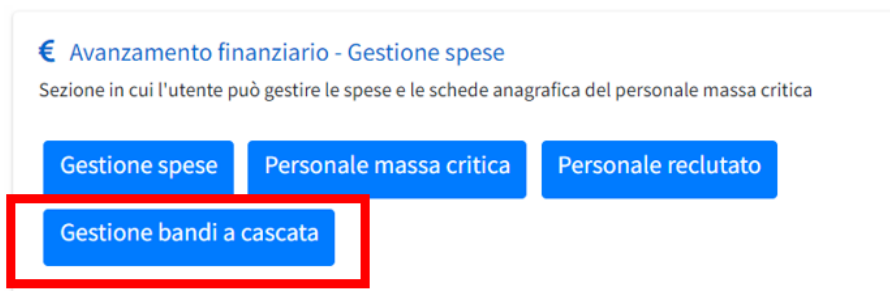 € Avanzamento finanziario - Gestione spese
Sezione in cui l'utente può gestire le spese e le schede anagrafica del personale massa critica
Gestione spese Personale massa critica Personale reclutato
Gestione bandi a cascata